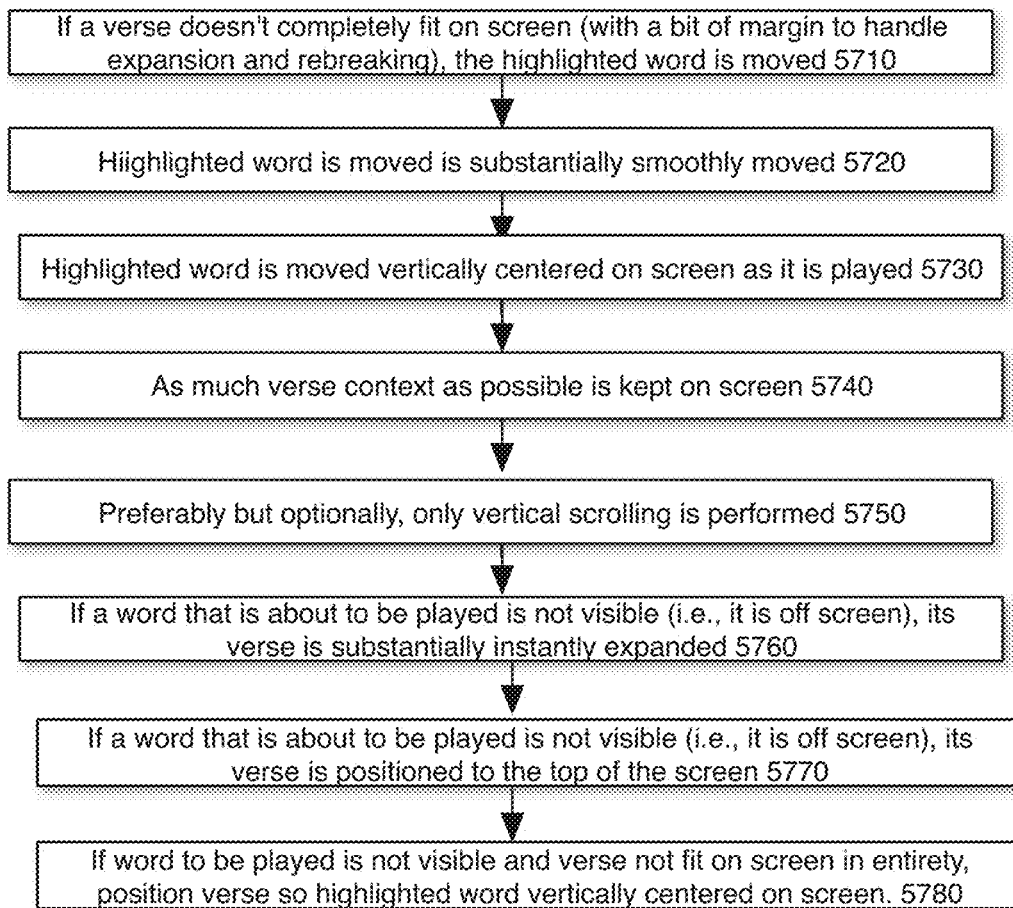 If a verse doesn't completely fit on screen (with a bit of margin to handle
expansion and rebreaking), the highlighted word is moved 5710
Hiighlighted word is moved is substantially smoothly moved 5720
Highlighted word is moved vertically centered on screen as it is played 5730
As much verse context as possible is kept on screen 5740
Preferably but optionally, only vertical scrolling is performed 5750
If a word that is about to be played is not visible (i.e., it is off screen), its
verse is substantially instantly expanded 5760
If a word that is about to be played is not visible (i.e., it is off screen), its
verse is positioned to the top of the screen 5770
If word to be played is not visible and verse not fit on screen in entirety,
position verse so highlighted word vertically centered on screen. 5780